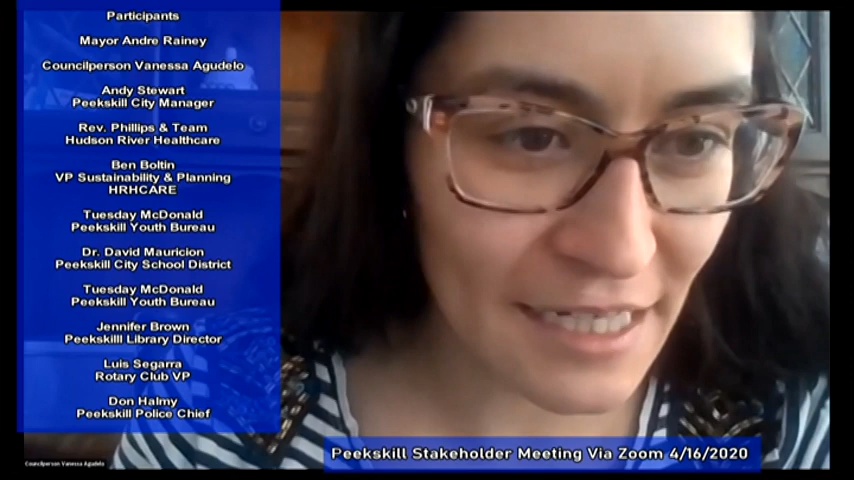 Participants
Mayor Andre Rainey
Councilperson Vanessa Agudelo
Andy Stewart
Peekskill City Manager
Rev. Phillips & Team
Hudson River Healthcare
Ben Boltin
VP Sustainability & Planning
HRHCARE
Tuesday McDonald
Peekskill Youth Bureau
Dr. David Mauricion
Peekskill City School District
Tuesday McDonald
Peekskill Youth Bureau
Jennifer Brown
Peekskilll Library Director
Luis Segarra
Rotary Club VP
Don Halmy
Peekskill Police Chief
Councilperson Vanessa Agudelo
Peekskill Stakeholder Meeting Via Zoom 4/16/2020